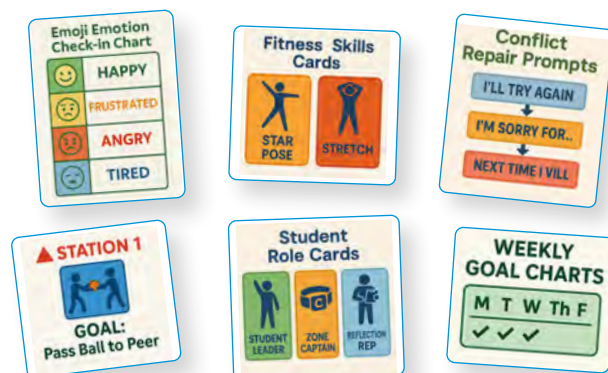 Emoji Emotion
Check-In Chart
HAPPY
FRUSTRATED
ANGRY
TIRED
Fitness Skills
Cards
STAR
POSE
STRETCH
Conflict
Repair Prompts
I'LL TRY AGAIN
I'M SORRY FOR..
NEXT TIME I VILL
STATION 1
GOAL:
Pass Ball to Peer
Student
Role Cards
STUDENT
LEADER
C
ZONE
CAPTAIN
REFLECTION
REP
WEEKLY
GOAL CHARTS
M T W Th F
✓ ✓ ✓